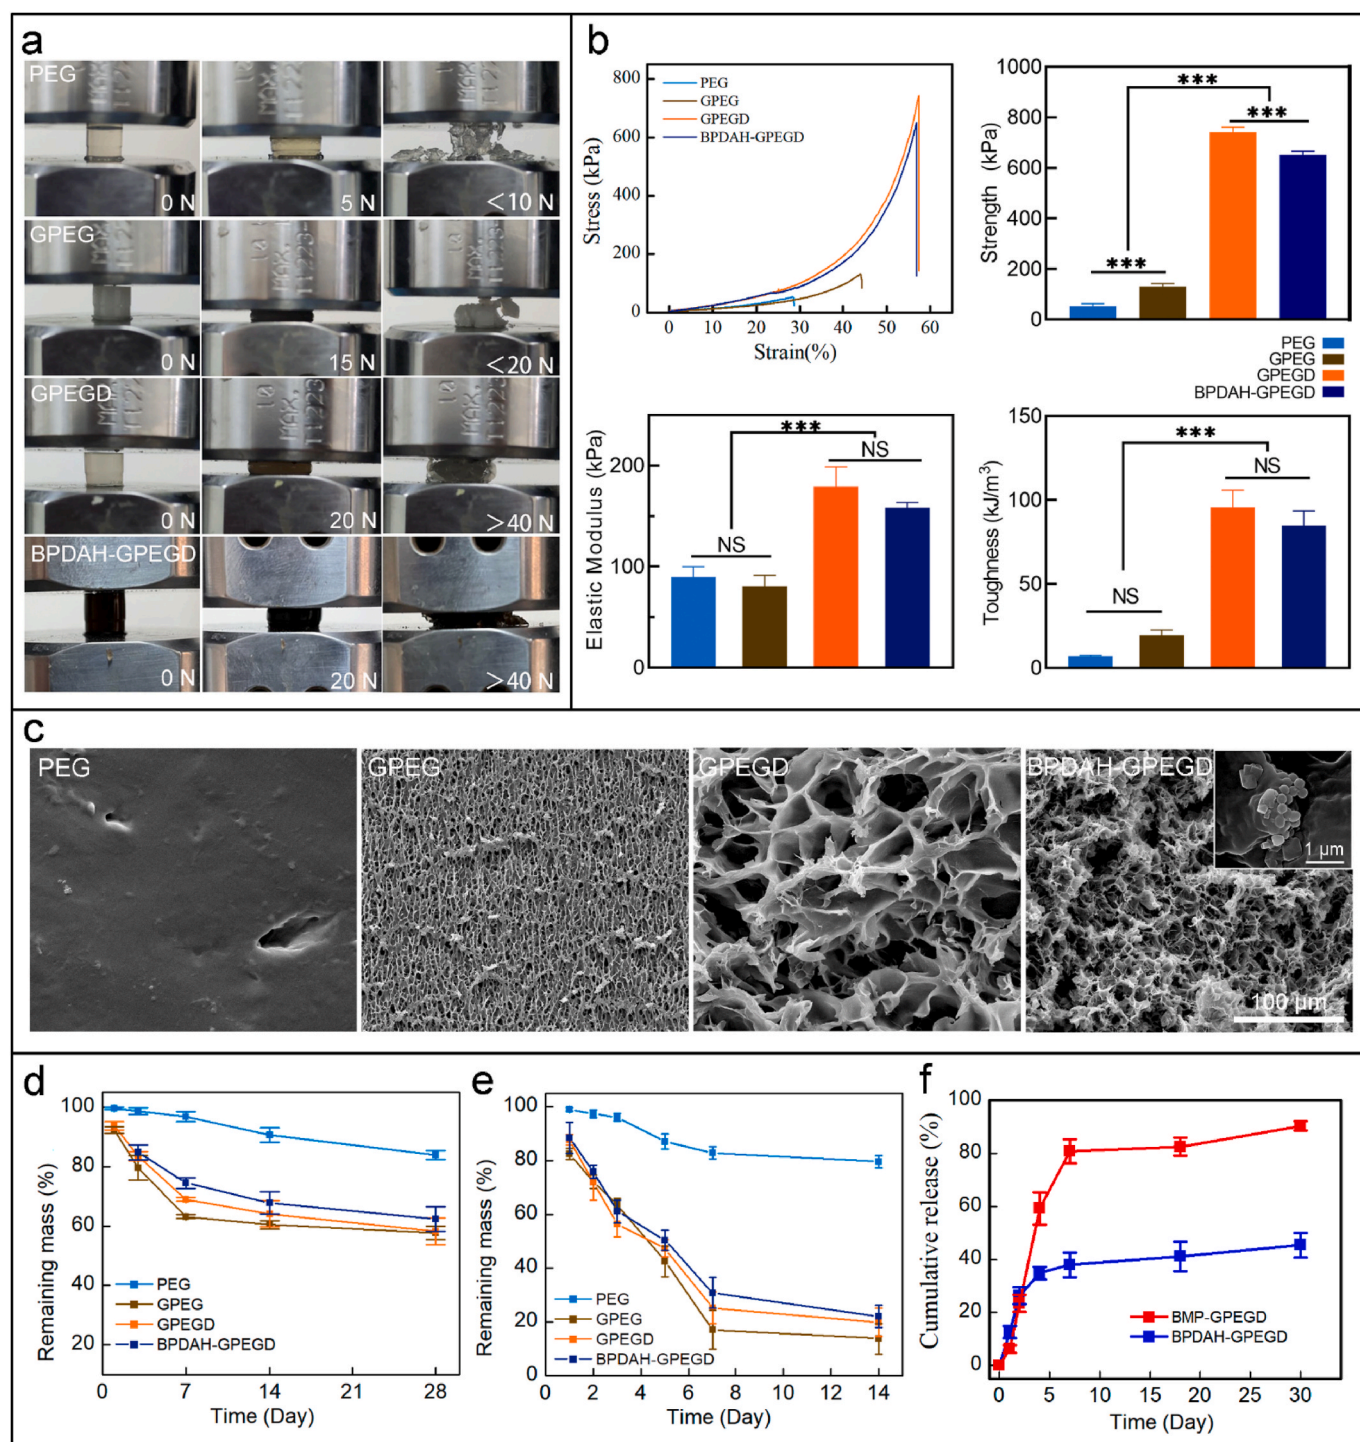 a
PEG
MAX.
T1223
0 N
5 N
<10 N
GPEG
0 N
15 N
<20 N
GPEGD
0 N
20 N
>40 N
BPDAH-GPEGD
0 N
20 N
>40 N
b
800
600
400
200
0
Stress (kPa)
0 10 20 30 40 50 60
Strain(%)
PEG
GPEG
GPEGD
BPDAH-GPEGD
1000
800
600
400
200
0
Strength (kPa)
***
***
***
PEG
GPEG
GPEGD
BPDAH-GPEGD
200
100
0
Elastic Modulus (kPa)
***
NS
NS
150
100
50
0
Toughness (kJ/m³)
***
NS
NS
c
PEG
GPEG
GPEGD
BPDAH-GPEGD
1 μm
100 μm
d
100
80
60
40
20
Remaining mass (%)
PEG
GPEG
GPEGD
BPDAH-GPEGD
0 7 14 21 28
Time (Day)
e
100
80
60
40
20
0
Remaining mass (%)
PEG
GPEG
GPEGD
BPDAH-GPEGD
0 2 4 6 8 10 12 14
Time (Day)
f
100
80
60
40
20
0
Cumulative release (%)
BMP-GPEGD
BPDAH-GPEGD
0 5 10 15 20 25 30
Time (Day)